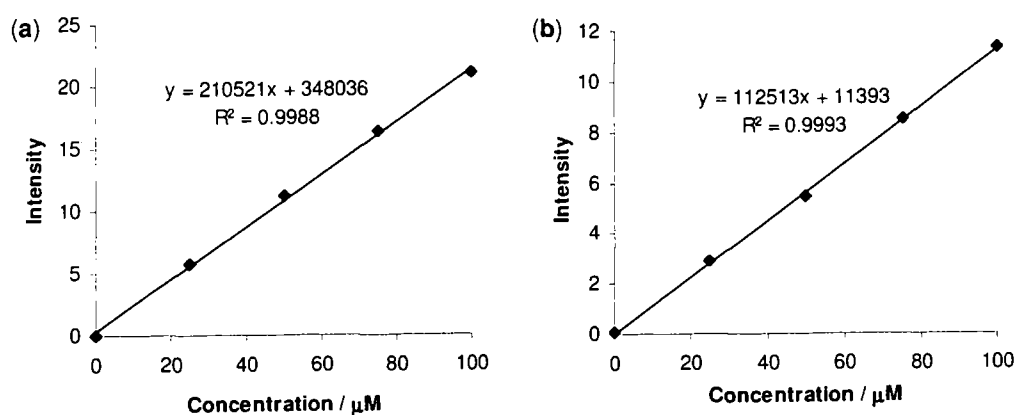 (a)
y = 210521x + 348036
R² = 0.9988
Intensity
25
20
15
10
5
0
0 20 40 60 80 100
Concentration / µM
(b)
y = 112513x + 11393
R² = 0.9993
Intensity
12
10
8
6
4
2
0
0 20 40 60 80 100
Concentration / µM